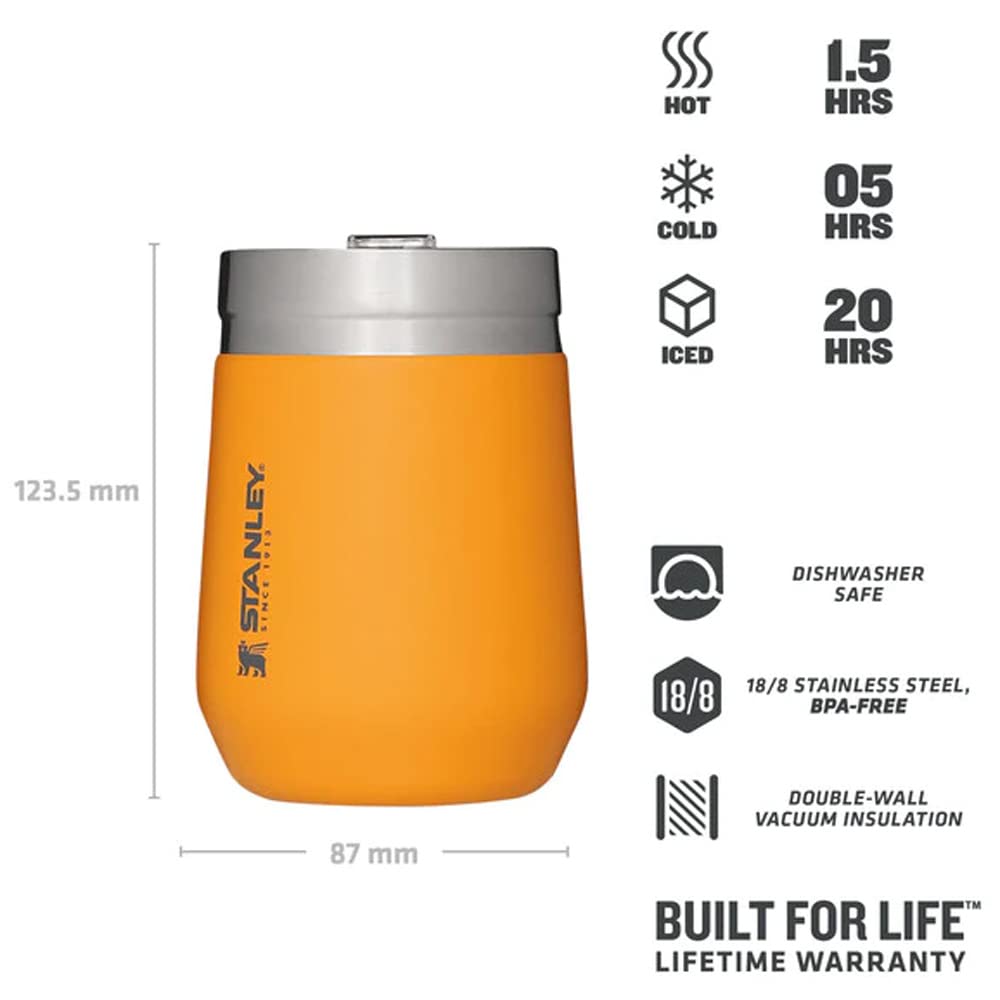 1.5
HOT HRS
05
COLD HRS
20
ICED HRS
123.5 mm
STANLEY®
SINCE 1913
87 mm
DISHWASHER
SAFE
18/8
18/8 STAINLESS STEEL,
BPA-FREE
DOUBLE-WALL
VACUUM INSULATION
BUILT FOR LIFE™
LIFETIME WARRANTY